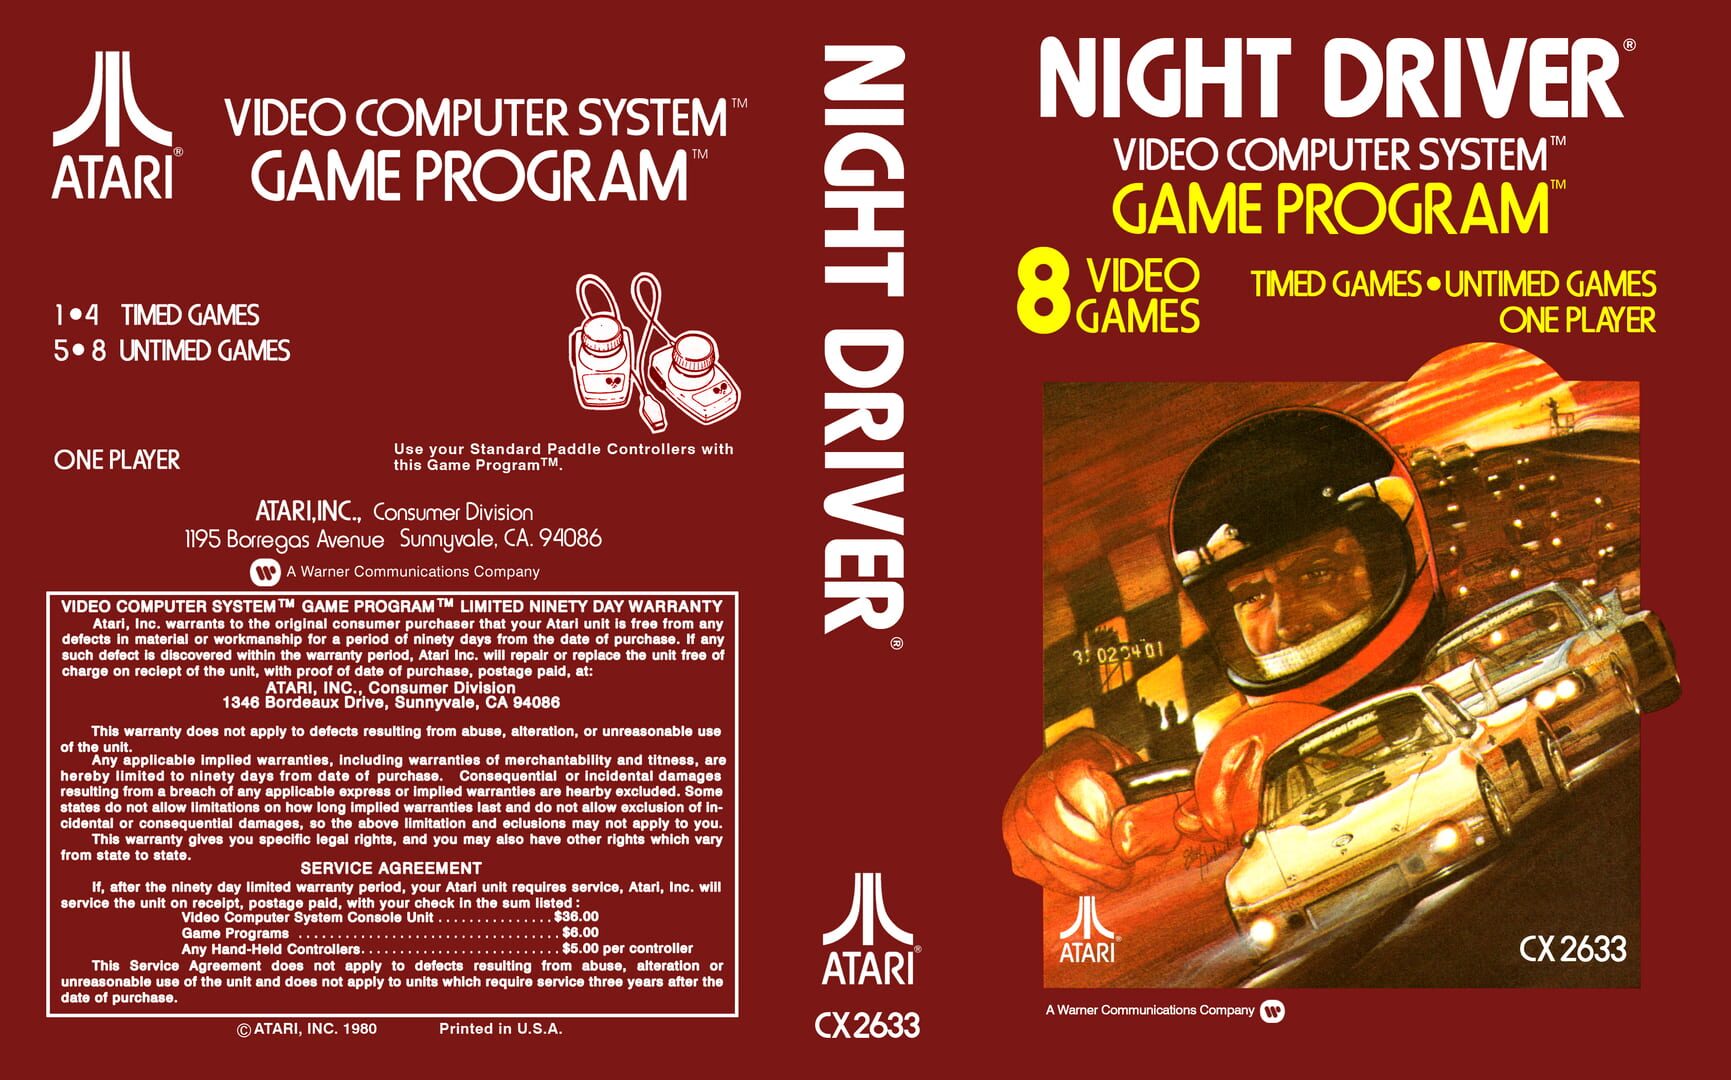 ATARI®
VIDEO COMPUTER SYSTEM™
GAME PROGRAM™
1•4 TIMED GAMES
5•8 UNTIMED GAMES
ONE PLAYER
Use your Standard Paddle Controllers with
this Game Program™.
ATARI,INC., Consumer Division
1195 Borregas Avenue Sunnyvale, CA. 94086
A Warner Communications Company
VIDEO COMPUTER SYSTEM™ GAME PROGRAM™ LIMITED NINETY DAY WARRANTY
Atari, Inc. warrants to the original consumer purchaser that your Atari unit is free from any
defects in material or workmanship for a period of ninety days from the date of purchase. If any
such defect is discovered within the warranty period, Atari Inc. will repair or replace the unit free of
charge on reciept of the unit, with proof of date of purchase, postage paid, at:
ATARI, INC., Consumer Division
1346 Bordeaux Drive, Sunnyvale, CA 94086
This warranty does not apply to defects resulting from abuse, alteration, or unreasonable use
of the unit.
Any applicable implied warranties, including warranties of merchantability and titness, are
hereby limited to ninety days from date of purchase. Consequential or incidental damages
resulting from a breach of any applicable express or implied warranties are hearby excluded. Some
states do not allow limitations on how long implied warranties last and do not allow exclusion of in-
cidental or consequential damages, so the above limitation and eclusions may not apply to you.
This warranty gives you specific legal rights, and you may also have other rights which vary
from state to state.
SERVICE AGREEMENT
If, after the ninety day limited warranty period, your Atari unit requires service, Atari, Inc. will
service the unit on receipt, postage paid, with your check in the sum listed :
Video Computer System Console Unit . . . . . . . . . . . . . . . $36.00
Game Programs . . . . . . . . . . . . . . . . . . . . . . . . . . . . . . . . . . $6.00
Any Hand-Held Controllers. . . . . . . . . . . . . . . . . . . . . . . . . . $5.00 per controller
This Service Agreement does not apply to defects resulting from abuse, alteration or
unreasonable use of the unit and does not apply to units which require service three years after the
date of purchase.
© ATARI, INC. 1980 Printed in U.S.A.
NIGHT DRIVER®
ATARI®
CX2633
NIGHT DRIVER®
VIDEO COMPUTER SYSTEM™
GAME PROGRAM™
8 VIDEO GAMES
TIMED GAMES • UNTIMED GAMES
ONE PLAYER
33
1
ATARI®
CX2633
A Warner Communications Company